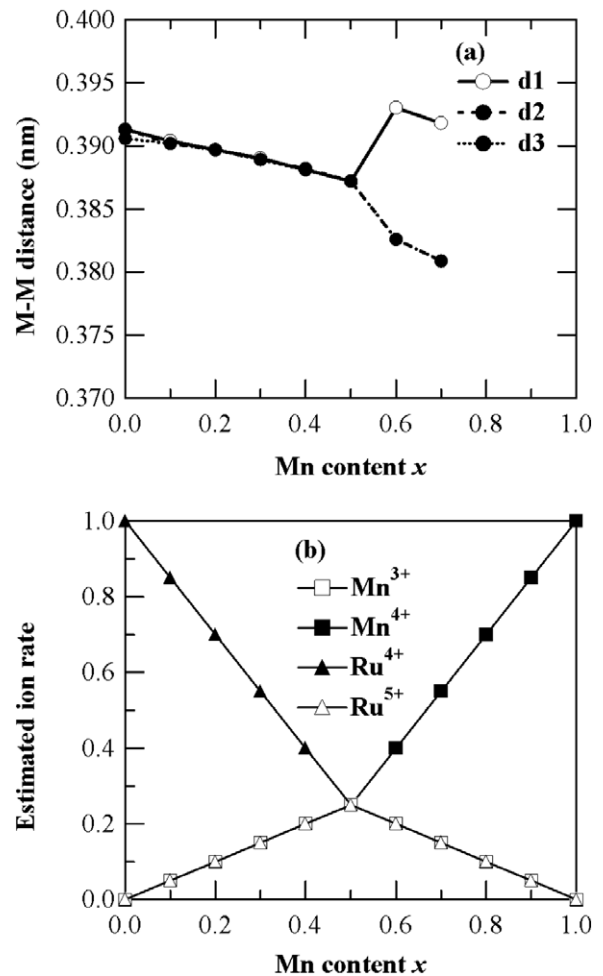 0.400
(a)
0.395
d1
d2
0.390
d3
0.385
0.380
0.375
0.370
M-M distance (nm)
0.0 0.2 0.4 0.6 0.8 1.0
Mn content x
1.0
(b)
Mn3+
0.8
Mn4+
Ru4+
0.6
Ru5+
0.4
0.2
0.0
Estimated ion rate
0.0 0.2 0.4 0.6 0.8 1.0
Mn content x